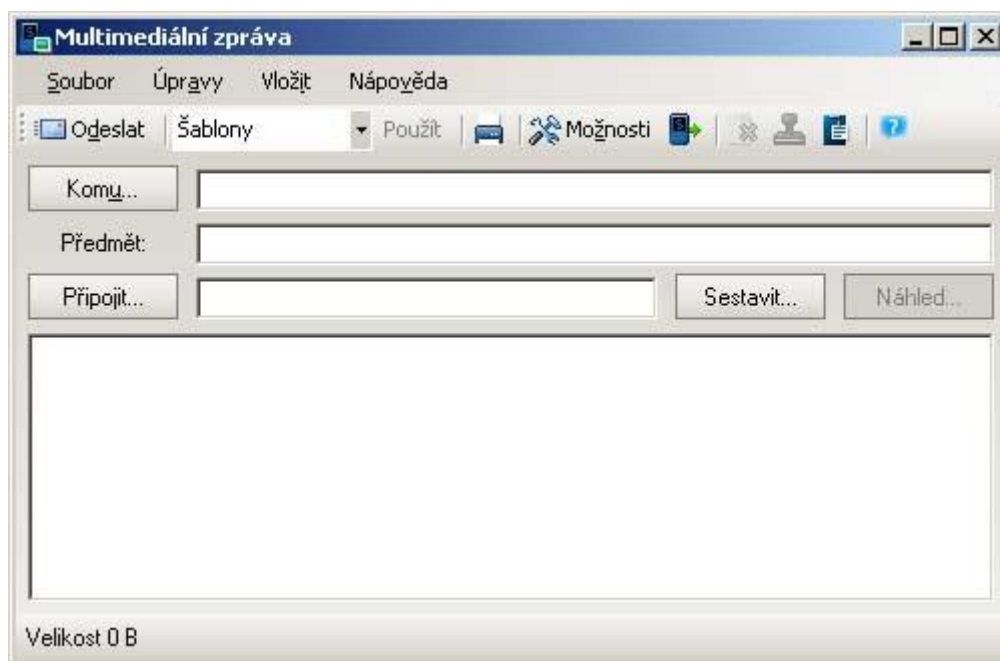 Multimediální zpráva
Soubor Úpravy Vložit Nápověda
Odeslat Šablony Použít Možnosti
Komu...
Předmět:
Připojit... Sestavit... Náhled...
Velikost 0 B